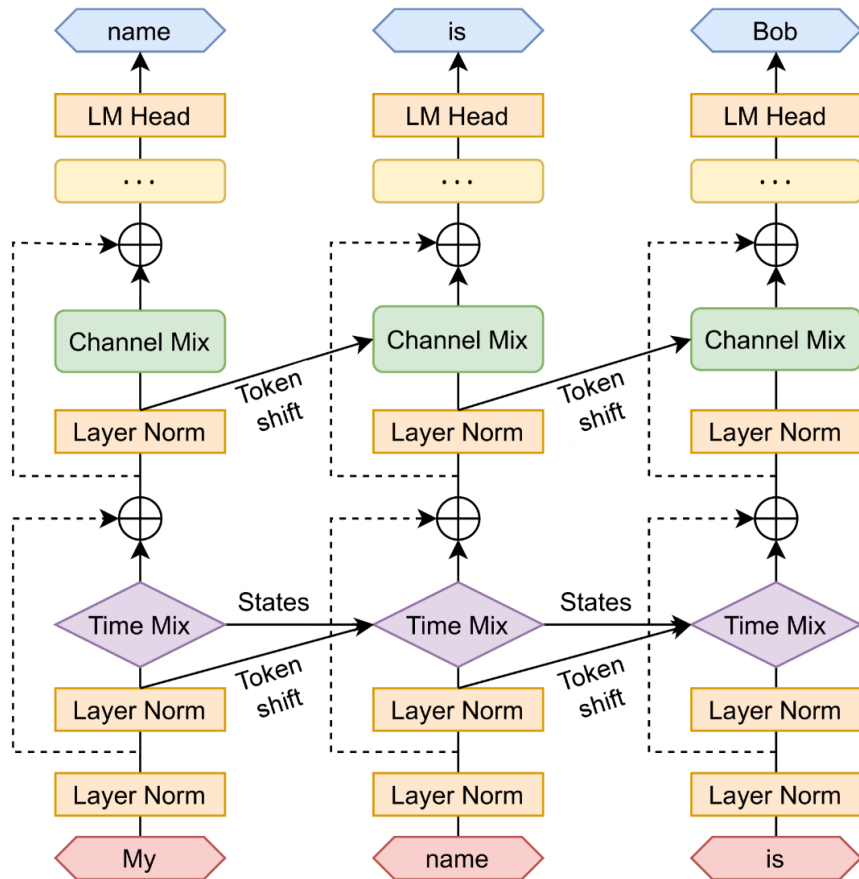 name is Bob
LM Head LM Head LM Head
... ... ...
Channel Mix Channel Mix Channel Mix
Token Token
shift shift
Layer Norm Layer Norm Layer Norm
States States
Time Mix Time Mix Time Mix
Token Token
shift shift
Layer Norm Layer Norm Layer Norm
Layer Norm Layer Norm Layer Norm
My name is